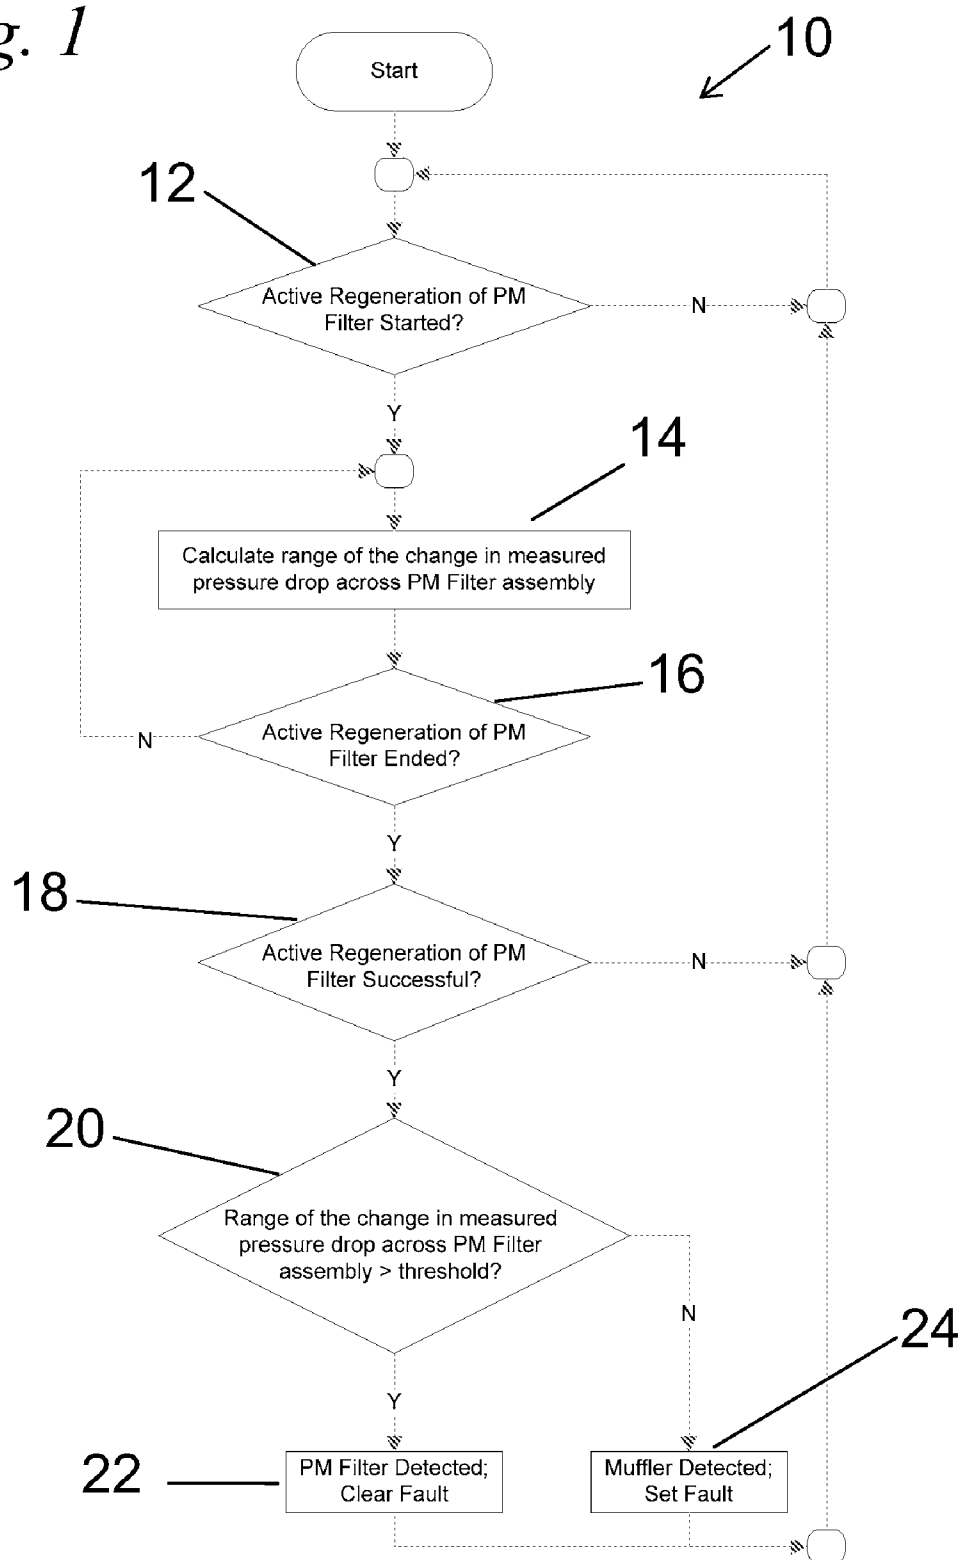 g. 1
10
Start
12
Active Regeneration of PM
Filter Started?
N
Y
14
Calculate range of the change in measured
pressure drop across PM Filter assembly
16
Active Regeneration of PM
Filter Ended?
N
Y
18
Active Regeneration of PM
Filter Successful?
N
Y
20
Range of the change in measured
pressure drop across PM Filter
assembly > threshold?
N
24
Y
22
PM Filter Detected;
Clear Fault
Muffler Detected;
Set Fault